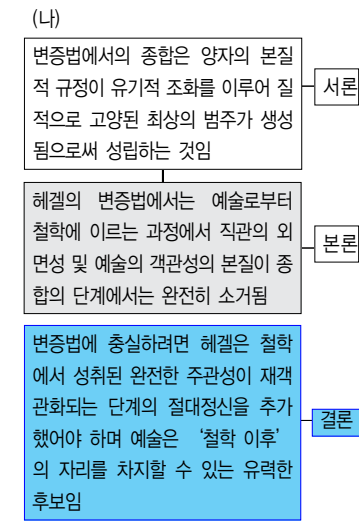 (나)
변증법에서의 종합은 양자의 본질
적 규정이 유기적 조화를 이루어 질
적으로 고양된 최상의 범주가 생성
됨으로써 성립하는 것임
서론
헤겔의 변증법에서는 예술로부터
철학에 이르는 과정에서 직관의 외
면성 및 예술의 객관성의 본질이 종
합의 단계에서는 완전히 소거됨
본론
변증법에 충실하려면 헤겔은 철학
에서 성취된 완전한 주관성이 재객
관화되는 단계의 절대정신을 추가
했어야 하며 예술은 ‘철학 이후’
의 자리를 차지할 수 있는 유력한
후보임
결론